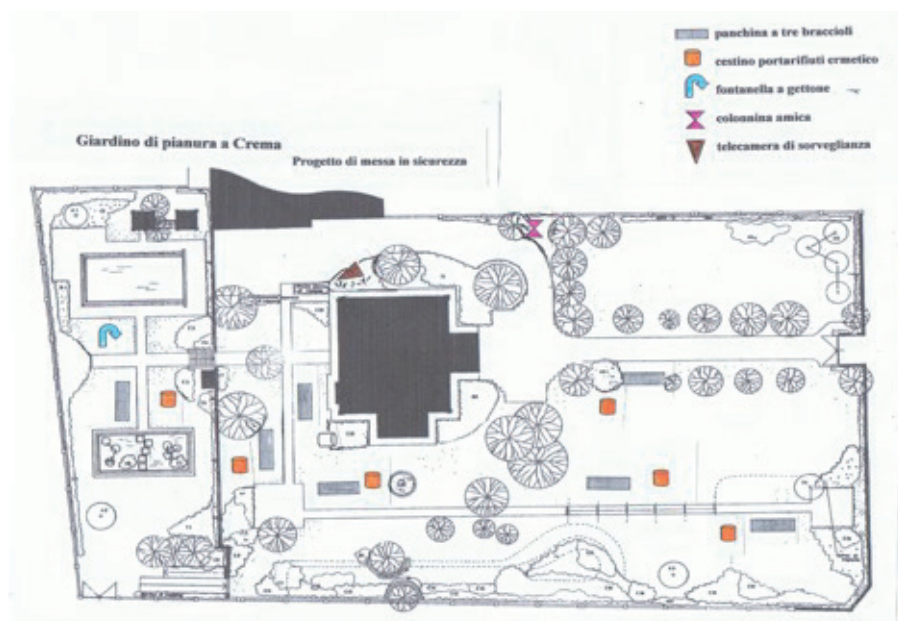 panchina a tre braccioli
cestino portarifiuti ermetico
fontanella a gettone
colonnina amica
telecamera di sorveglianza
Giardino di pianura a Crema
Progetto di messa in sicurezza